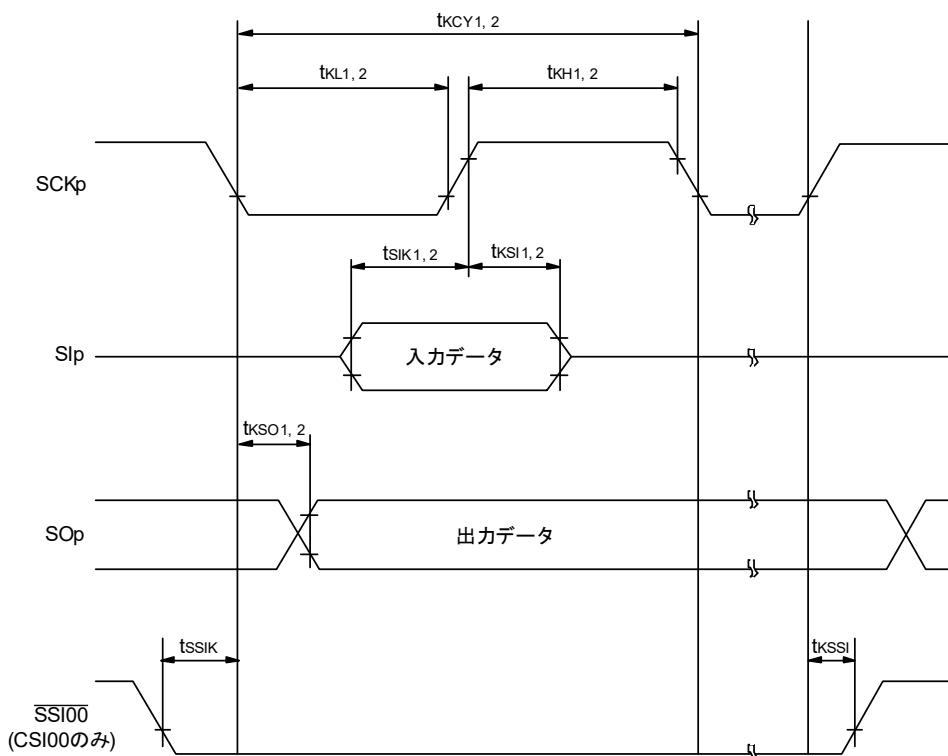 tKCY1, 2
tKL1, 2
tKH1, 2
SCKp
tSIK1, 2
tKSI1, 2
SIp
入力データ
tKSO1, 2
SOp
出力データ
tSSIK
tKSSI
SSI00
(CSI00のみ)